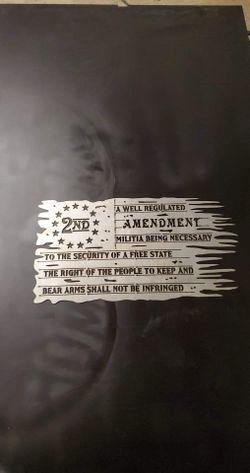 A WELL REGULATED
2ND AMENDMENT
MILITIA BEING NECESSARY
TO THE SECURITY OF A FREE STATE
THE RIGHT OF THE PEOPLE TO KEEP AND
BEAR ARMS SHALL NOT BE INFRINGED